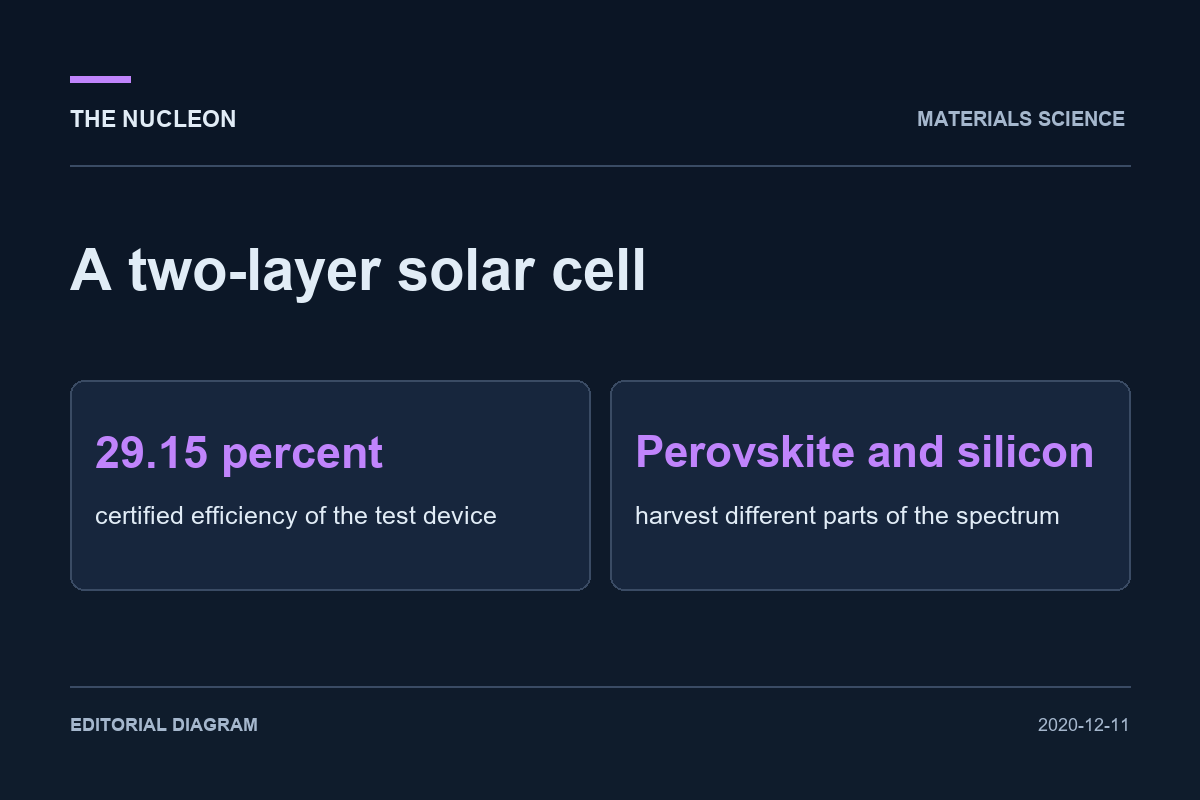 THE NUCLEON
MATERIALS SCIENCE
A two-layer solar cell
29.15 percent
certified efficiency of the test device
Perovskite and silicon
harvest different parts of the spectrum
EDITORIAL DIAGRAM
2020-12-11